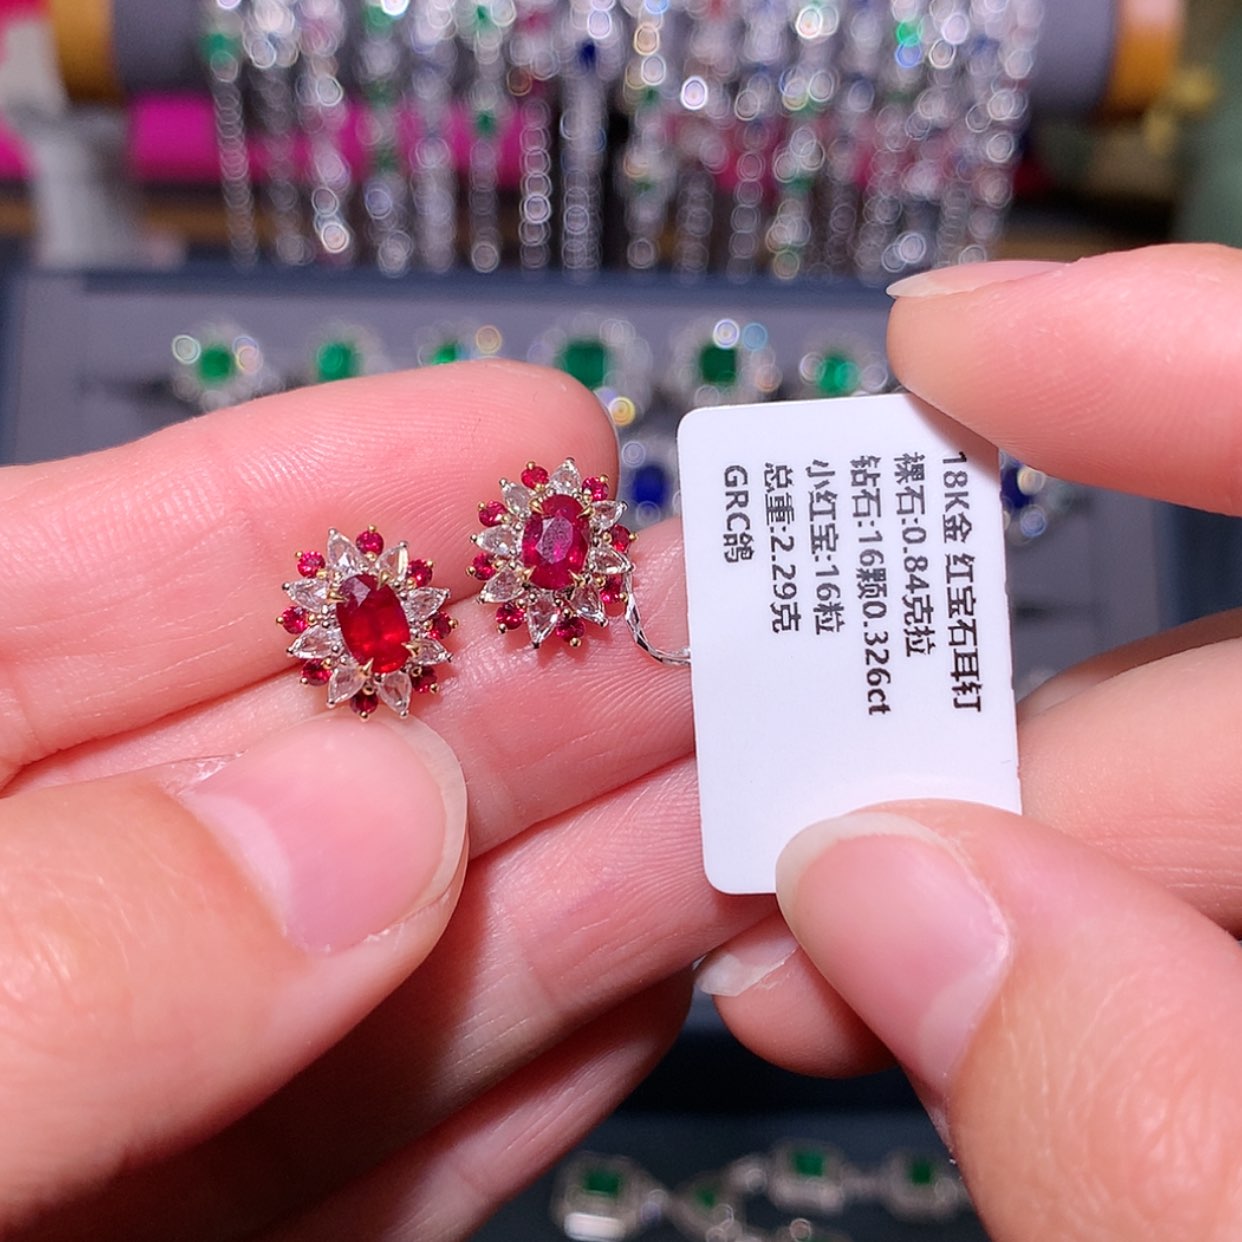 18K金 红宝石耳钉
裸石:0.84克拉
钻石:16颗0.326ct
小红宝:16粒
总重:2.29克
GRC鸽